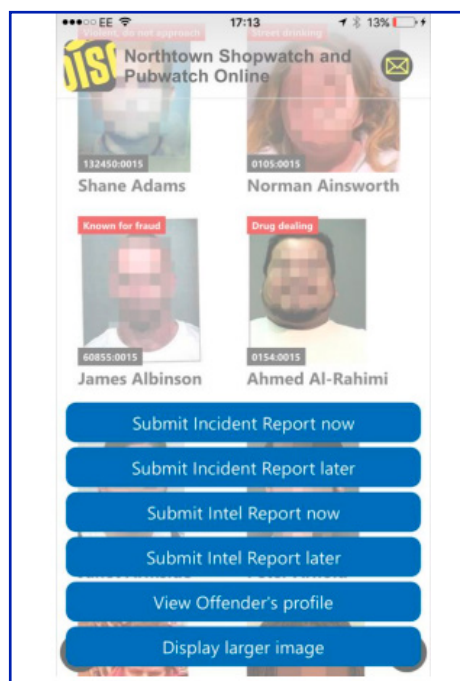 EE 17:13 13%
Violent, do not approach Street drinking
DISC
Northtown Shopwatch and
Pubwatch Online
132450:0015 0105:0015
Shane Adams Norman Ainsworth
Known for fraud Drug dealing
60855:0015 0154:0015
James Albinson Ahmed Al-Rahimi
Submit Incident Report now
Submit Incident Report later
Submit Intel Report now
Submit Intel Report later
View Offender's profile
Display larger image